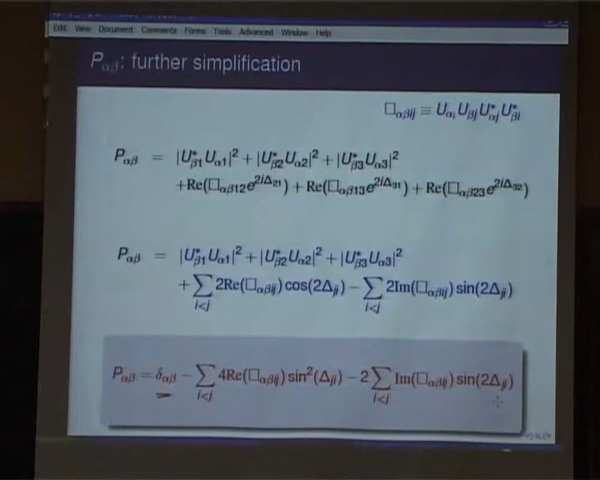 Edit View Document Comments Forms Tools Advanced Window Help
P_{αβ}: further simplification
□_{αβij} ≡ U_{αi}U_{βj}U*_{αj}U*_{βi}
P_{αβ} = |U*_{β1}U_{α1}|² + |U*_{β2}U_{α2}|² + |U*_{β3}U_{α3}|²
+Re(□_{αβ12}e^{2iΔ_{21}}) + Re(□_{αβ13}e^{2iΔ_{31}}) + Re(□_{αβ23}e^{2iΔ_{32}})
P_{αβ} = |U*_{β1}U_{α1}|² + |U*_{β2}U_{α2}|² + |U*_{β3}U_{α3}|²
+ ∑_{i<j} 2Re(□_{αβij})cos(2Δ_{ji}) − ∑_{i<j} 2Im(□_{αβij})sin(2Δ_{ji})
P_{αβ} = δ_{αβ} − ∑_{i<j} 4Re(□_{αβij})sin²(Δ_{ji}) − 2∑_{i<j} Im(□_{αβij})sin(2Δ_{ji})